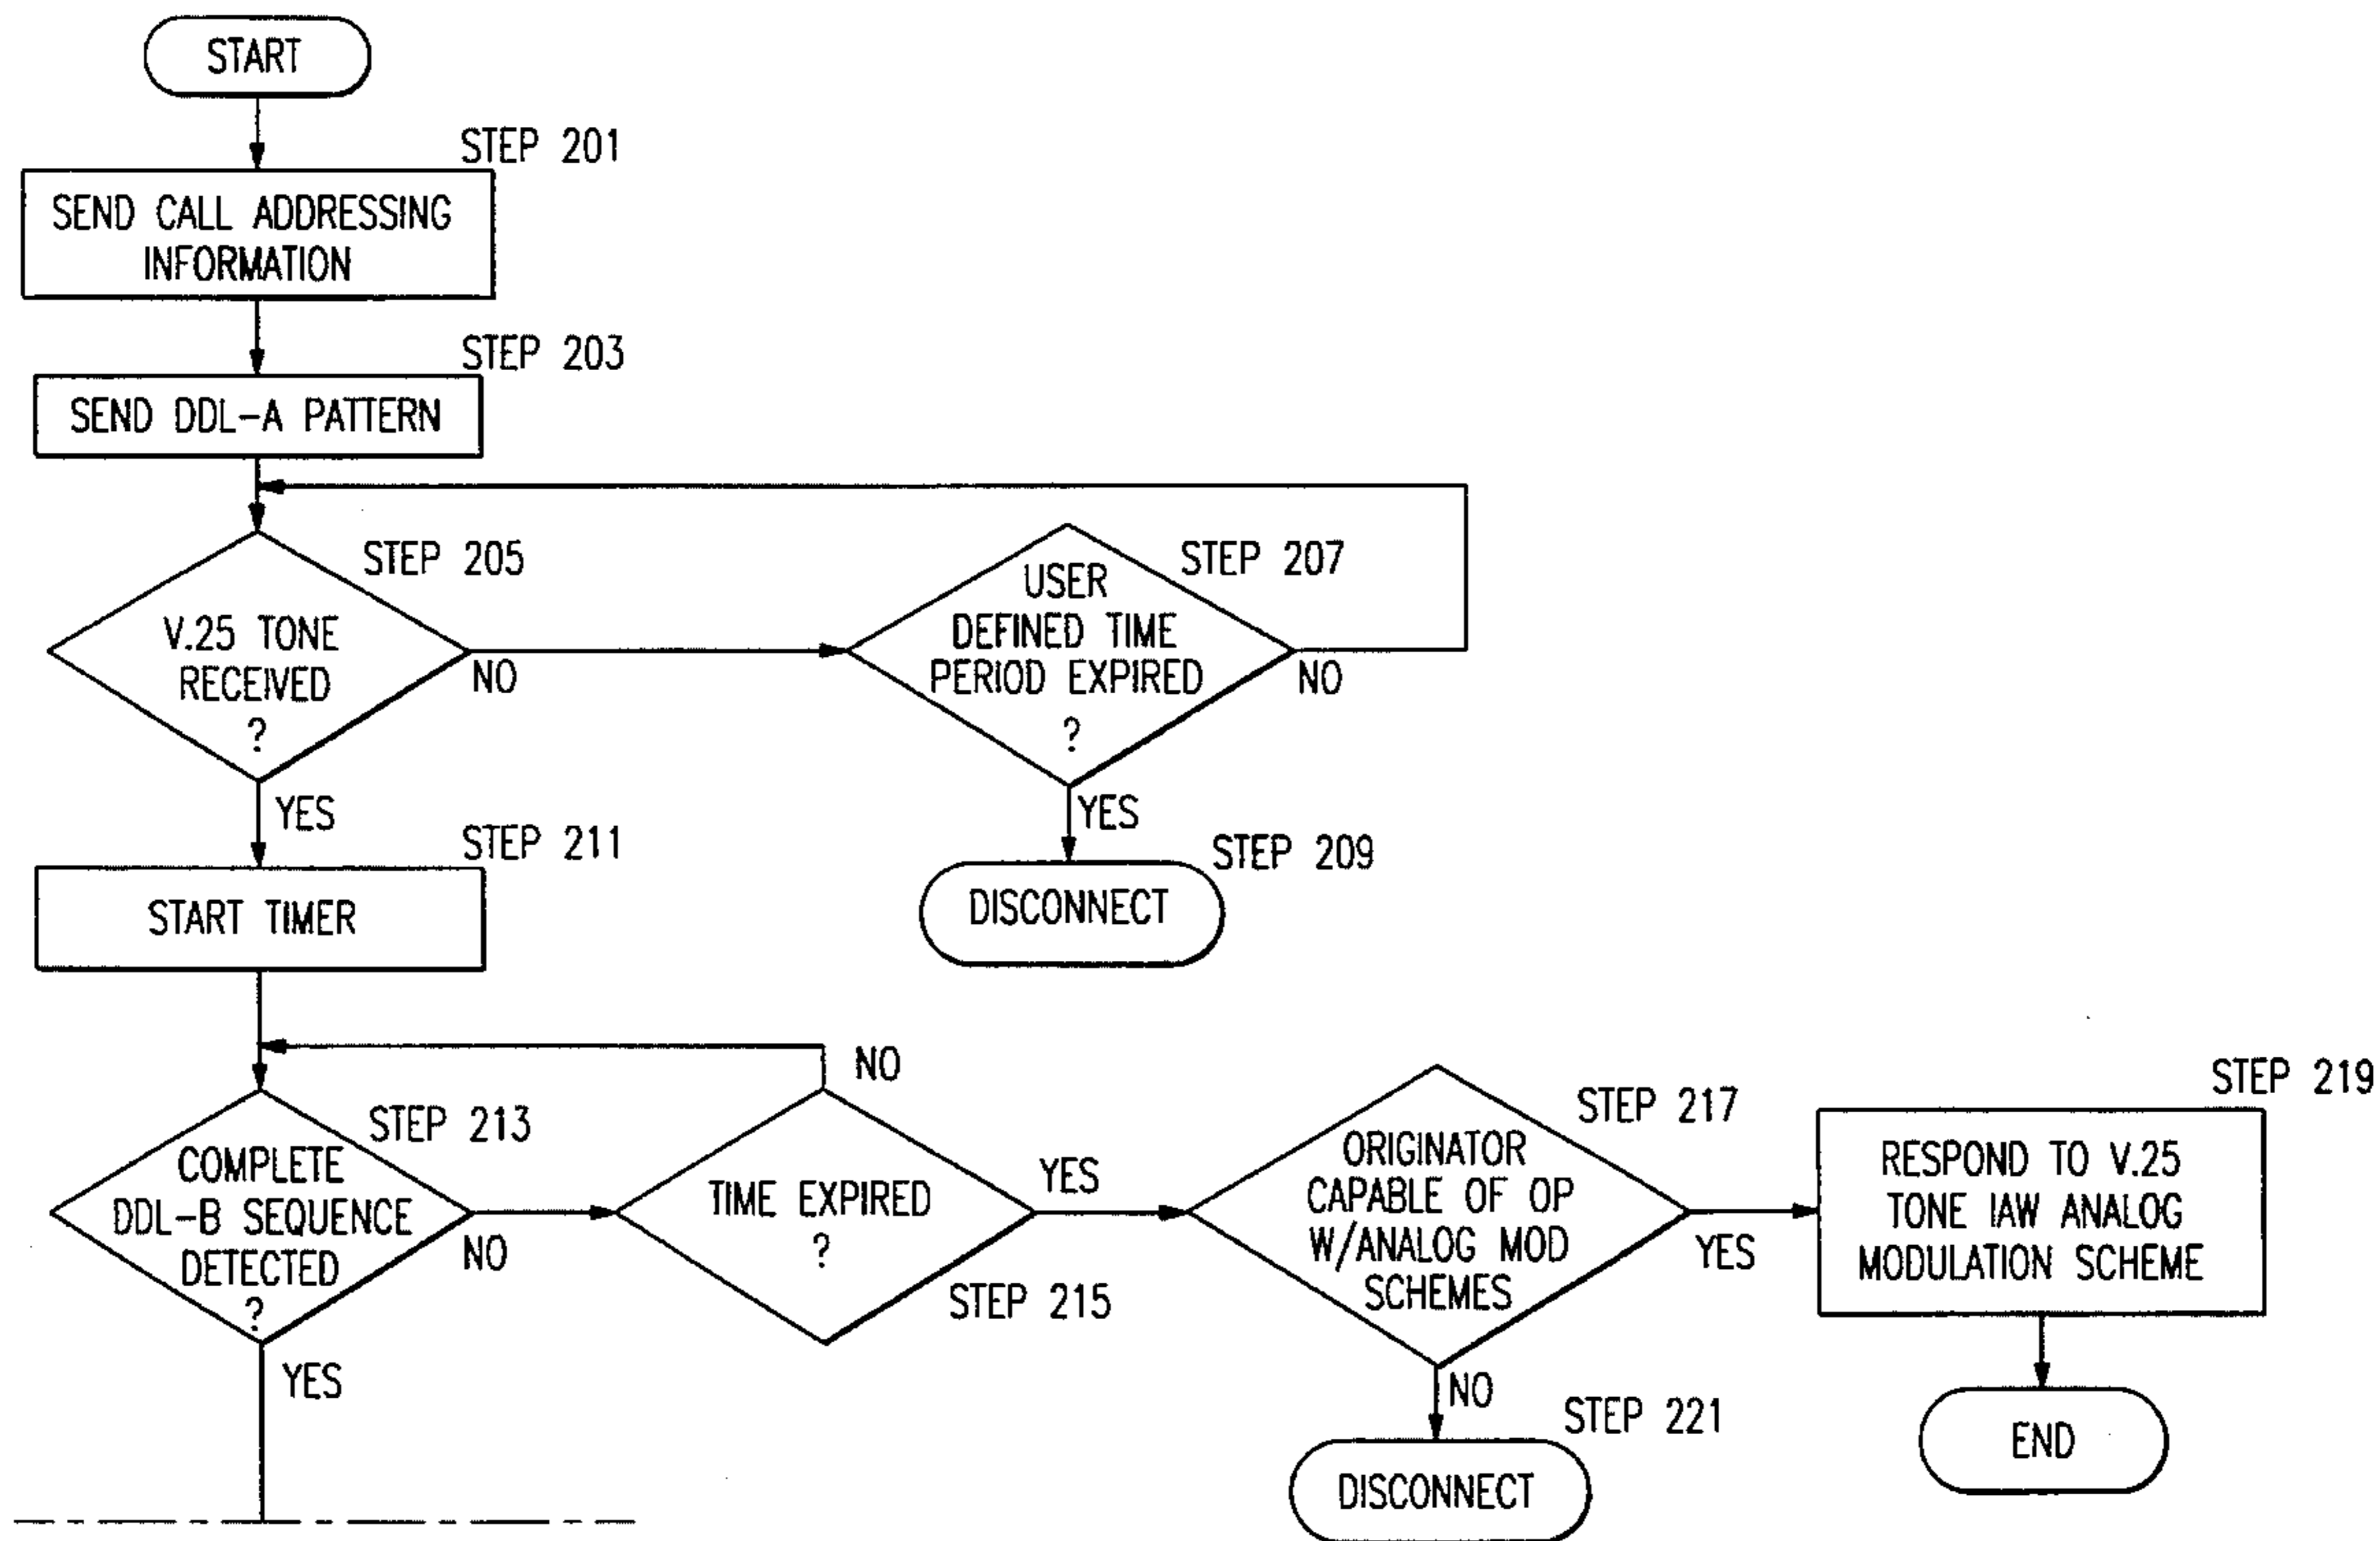 START
STEP 201
SEND CALL ADDRESSING
INFORMATION
STEP 203
SEND DDL-A PATTERN
STEP 205
V.25 TONE
RECEIVED
?
NO
YES
STEP 207
USER
DEFINED TIME
PERIOD EXPIRED
?
NO
YES
STEP 209
DISCONNECT
STEP 211
START TIMER
STEP 213
COMPLETE
DDL-B SEQUENCE
DETECTED
?
NO
YES
NO
TIME EXPIRED
?
YES
STEP 215
STEP 217
ORIGINATOR
CAPABLE OF OP
W/ANALOG MOD
SCHEMES
YES
NO
STEP 219
RESPOND TO V.25
TONE IAW ANALOG
MODULATION SCHEME
STEP 221
DISCONNECT
END